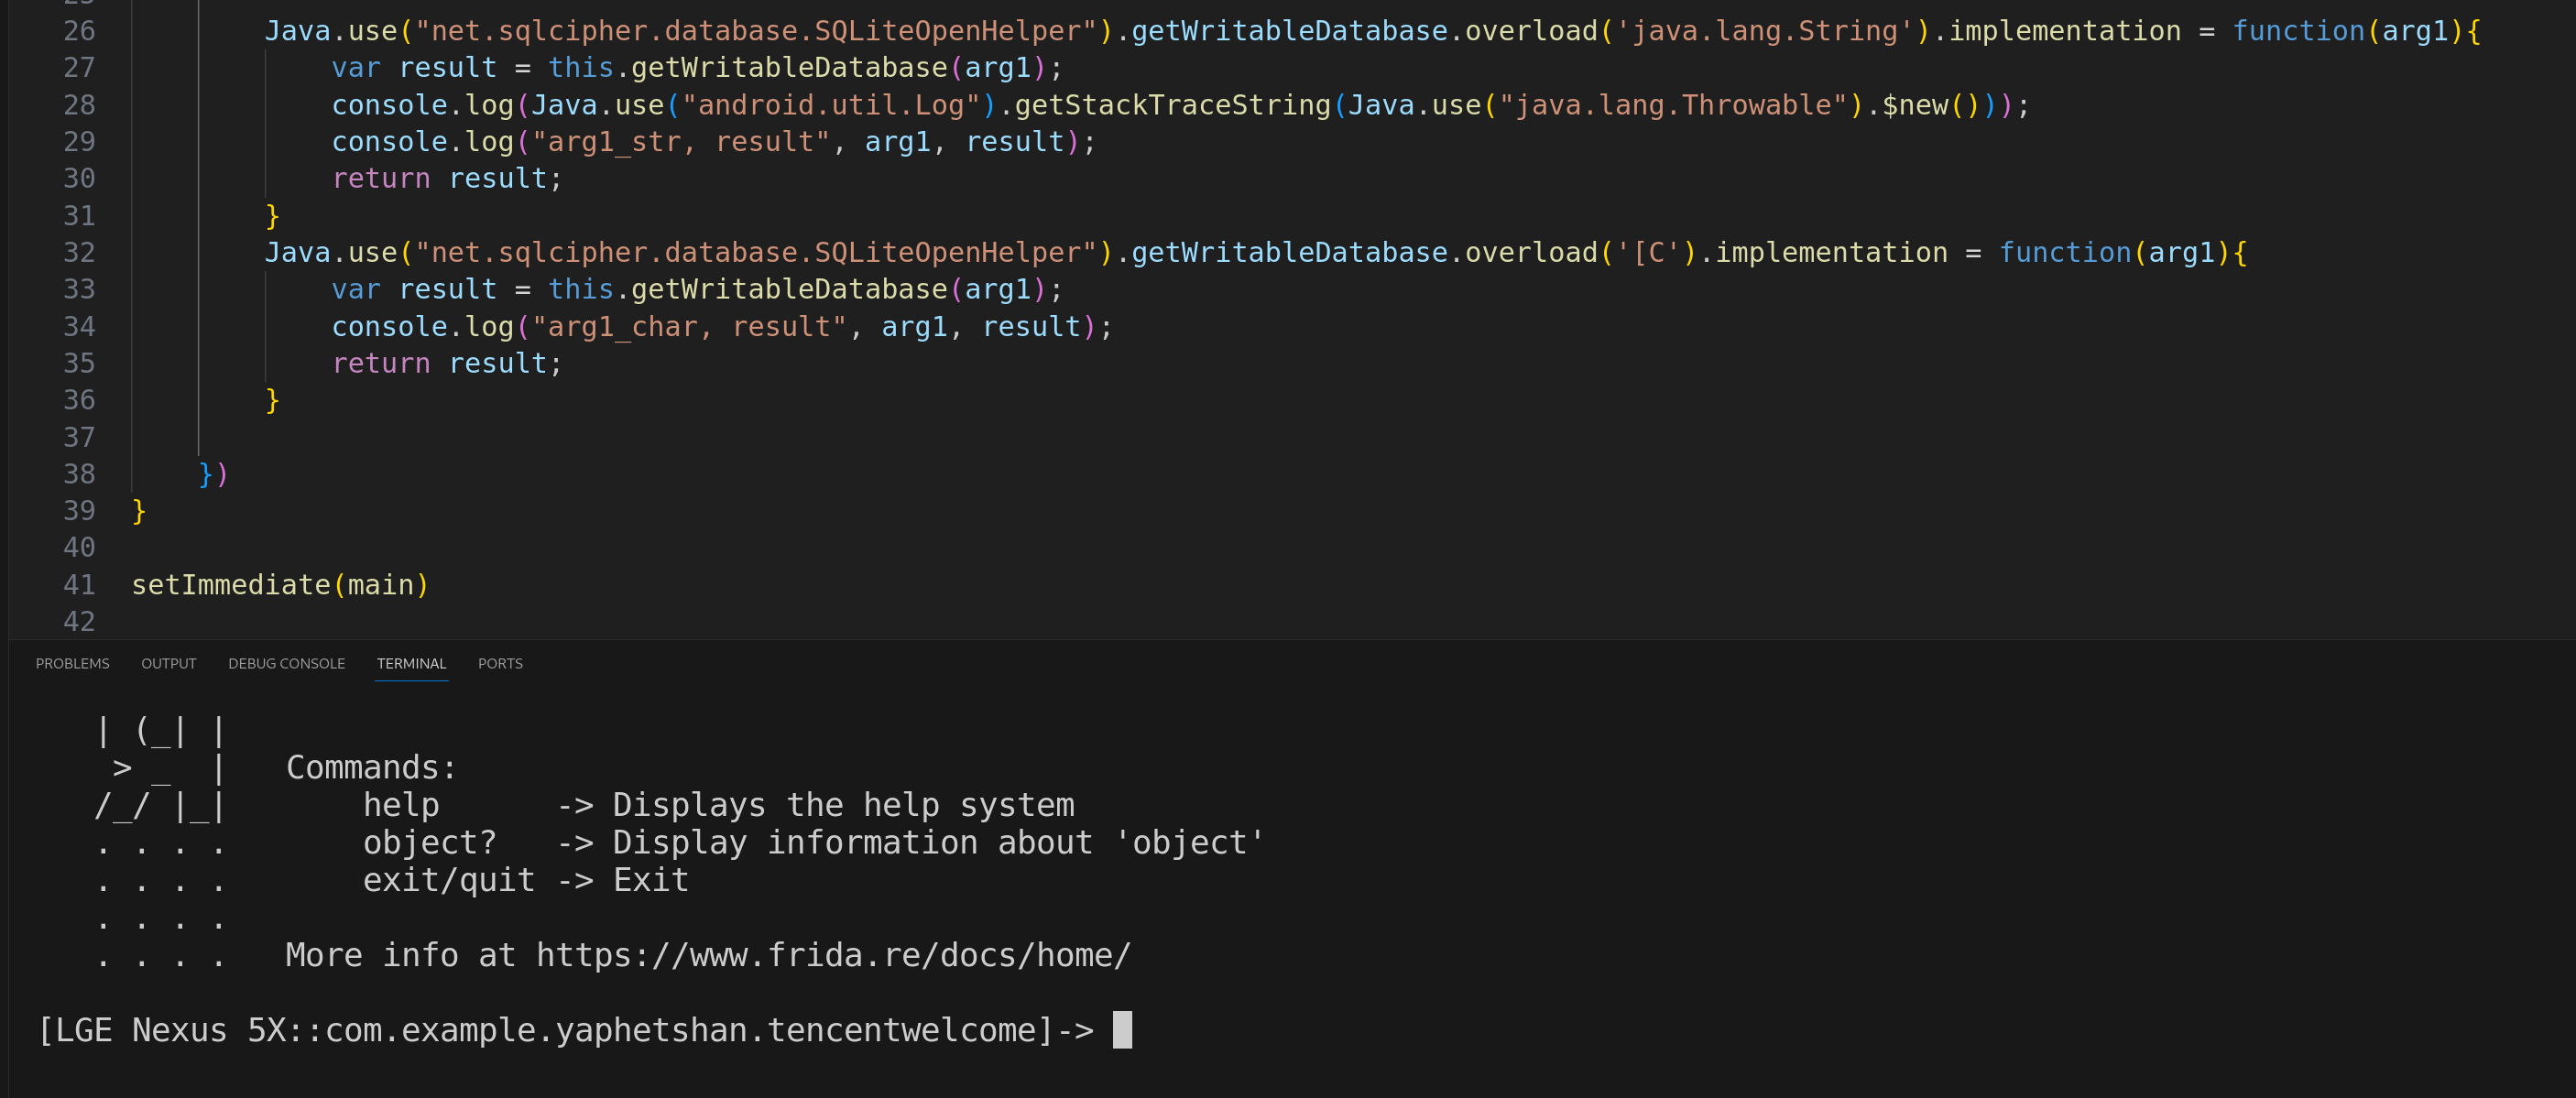 26 Java.use("net.sqlcipher.database.SQLiteOpenHelper").getWritableDatabase.overload('java.lang.String').implementation = function(arg1){
27 var result = this.getWritableDatabase(arg1);
28 console.log(Java.use("android.util.Log").getStackTraceString(Java.use("java.lang.Throwable").$new()));
29 console.log("arg1_str, result", arg1, result);
30 return result;
31 }
32 Java.use("net.sqlcipher.database.SQLiteOpenHelper").getWritableDatabase.overload('[C').implementation = function(arg1){
33 var result = this.getWritableDatabase(arg1);
34 console.log("arg1_char, result", arg1, result);
35 return result;
36 }
37
38 })
39 }
40
41 setImmediate(main)
42
PROBLEMS OUTPUT DEBUG CONSOLE TERMINAL PORTS
| (_| |
> _  | Commands:
/_/ |_| help -> Displays the help system
. . . . object? -> Display information about 'object'
. . . . exit/quit -> Exit
. . . .
. . . . More info at https://www.frida.re/docs/home/
[LGE Nexus 5X::com.example.yaphetshan.tencentwelcome]->